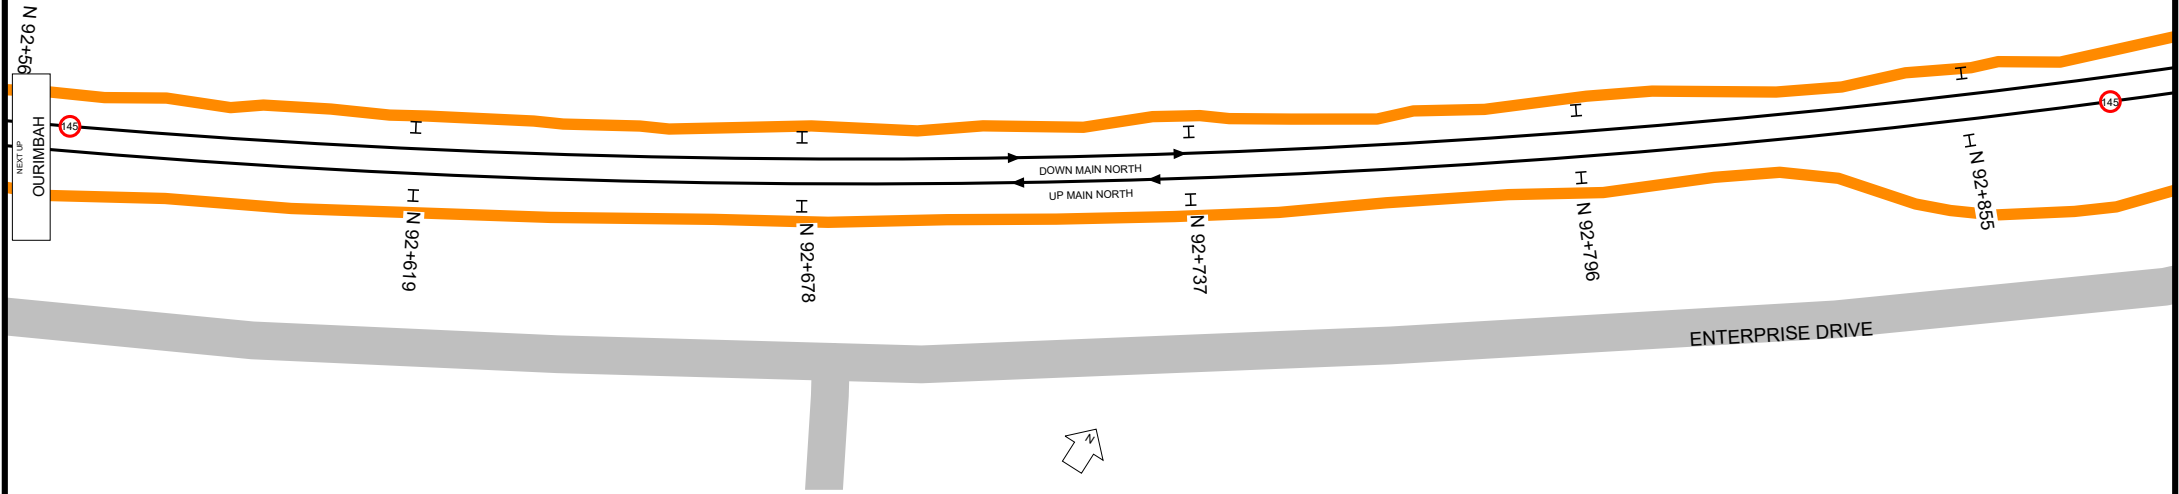 N 92+56
NEXT UP
OURIMBAH
145
DOWN MAIN NORTH
UP MAIN NORTH
145
N 92+619
N 92+678
N 92+737
N 92+796
N 92+855
ENTERPRISE DRIVE
N